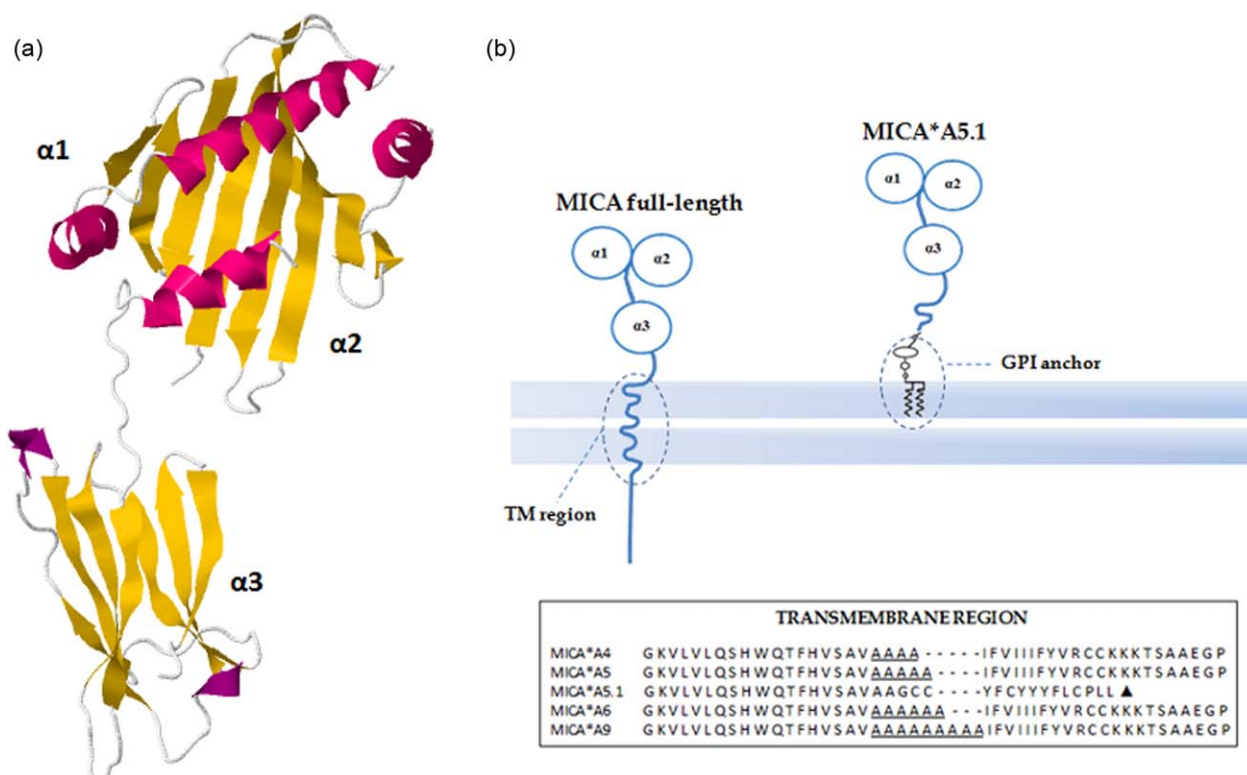 (a)
α1
α2
α3
(b)
MICA*A5.1
α1 α2
α3
MICA full-length
α1 α2
α3
GPI anchor
TM region
TRANSMEMBRANE REGION
MICA*A4 GKVLVLQSHWQTFHVSAVAAAA-----IFVIIIFYVRCCKKKTSAAEGP
MICA*A5 GKVLVLQSHWQTFHVSAVAAAAA----IFVIIIFYVRCCKKKTSAAEGP
MICA*A5.1 GKVLVLQSHWQTFHVSAVAAGCC----YFCYYYFLCPLL▲
MICA*A6 GKVLVLQSHWQTFHVSAVAAAAAA---IFVIIIFYVRCCKKKTSAAEGP
MICA*A9 GKVLVLQSHWQTFHVSAVAAAAAAAAAIFVIIIFYVRCCKKKTSAAEGP